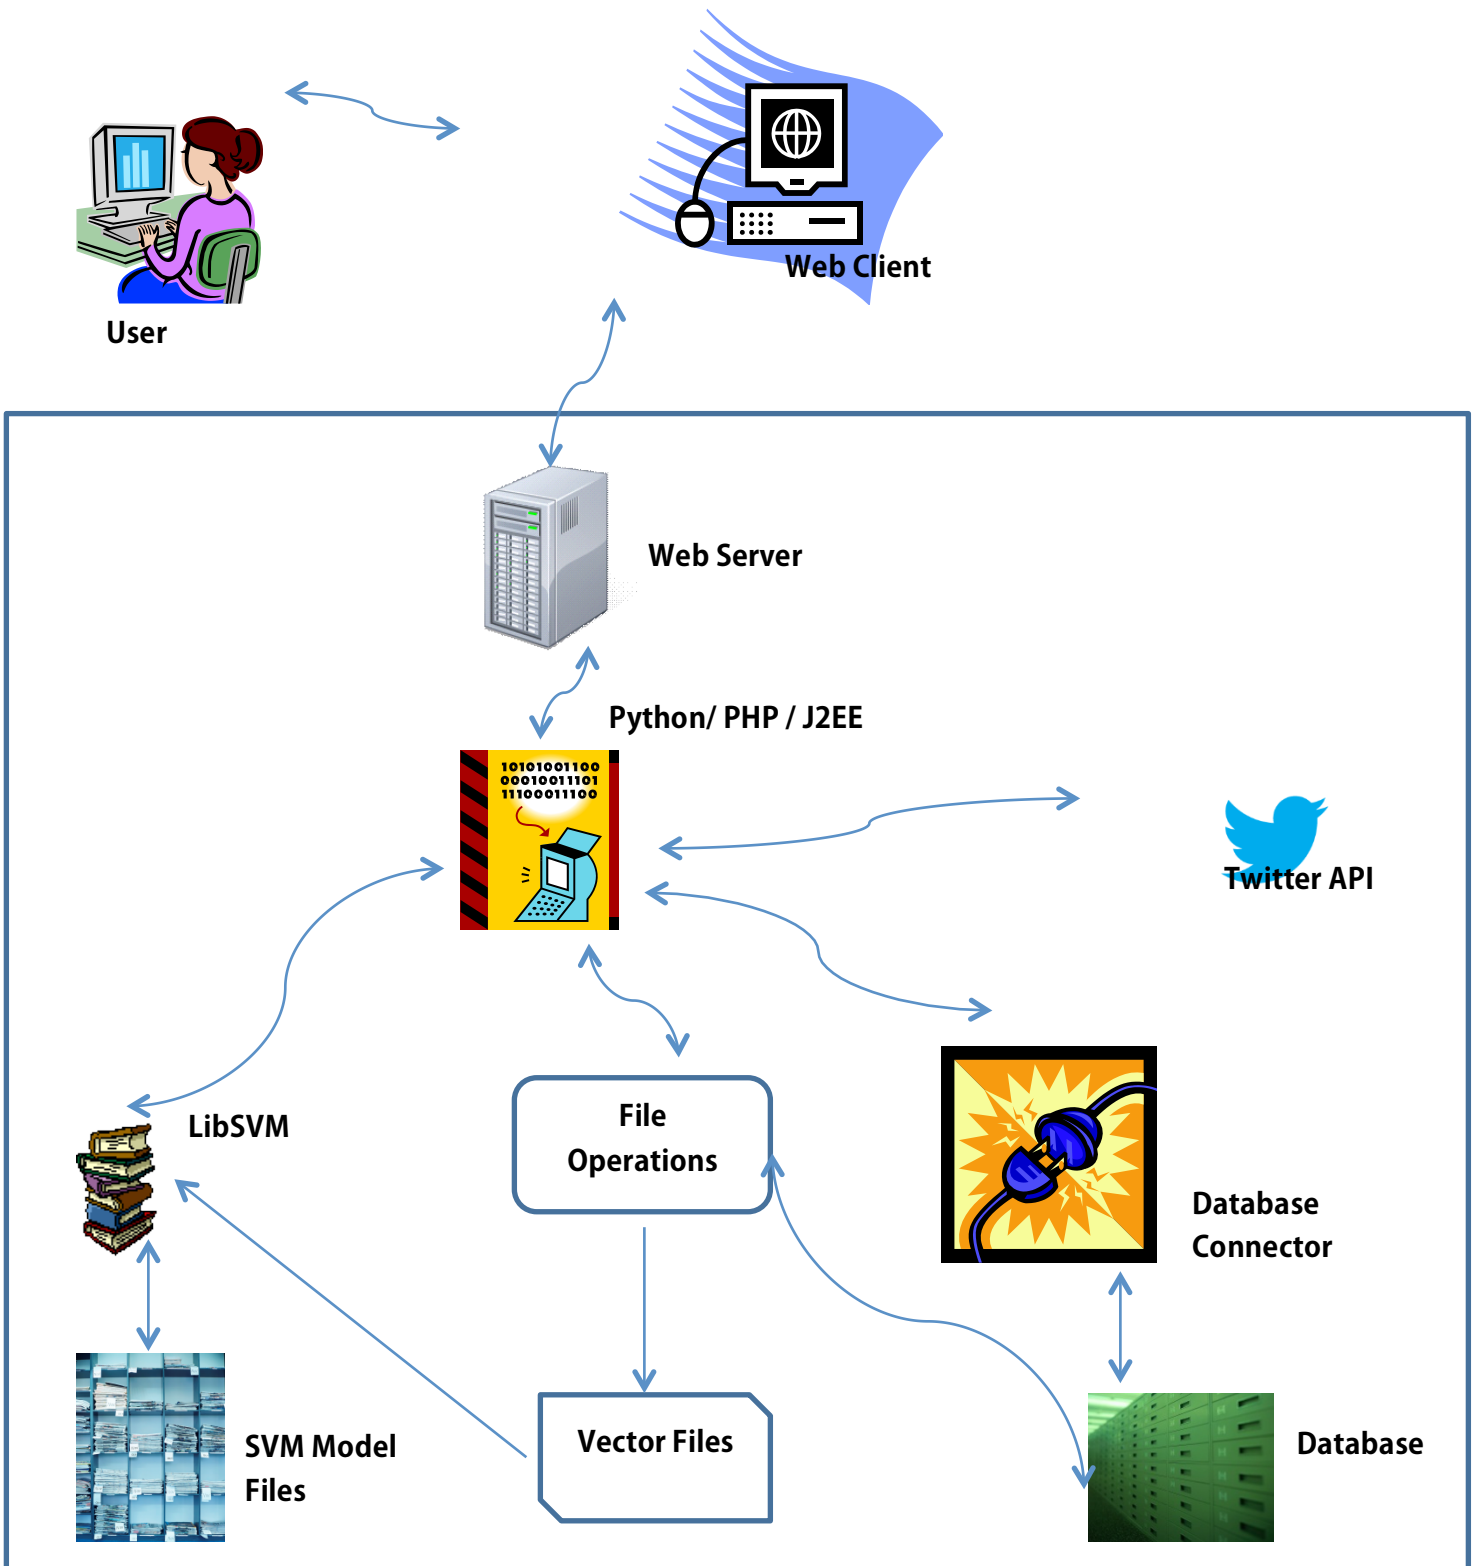 Web Client
User
Web Server
Python/ PHP / J2EE
10101001100
00010011101
11100011100
Twitter API
LibSVM
File
Operations
Database
Connector
SVM Model
Files
Vector Files
Database